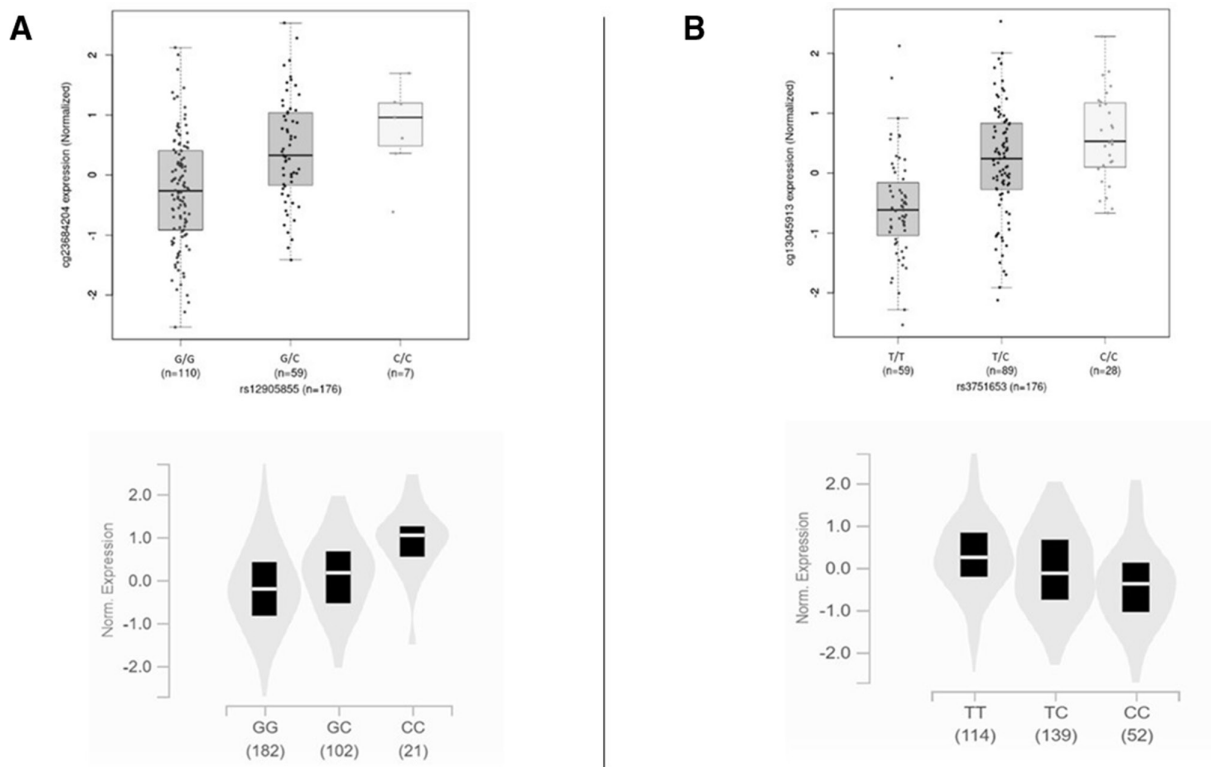 A
cg23684204 expression (Normalized)
2
1
0
-1
-2
G/G
(n=110)
G/C
(n=59)
C/C
(n=7)
rs12905855 (n=176)
Norm. Expression
2.0
1.0
0.0
-1.0
-2.0
GG
(182)
GC
(102)
CC
(21)
B
cg13045913 expression (Normalized)
2
1
0
-1
-2
T/T
(n=59)
T/C
(n=89)
C/C
(n=28)
rs3751653 (n=176)
Norm. Expression
2.0
1.0
0.0
-1.0
-2.0
TT
(114)
TC
(139)
CC
(52)